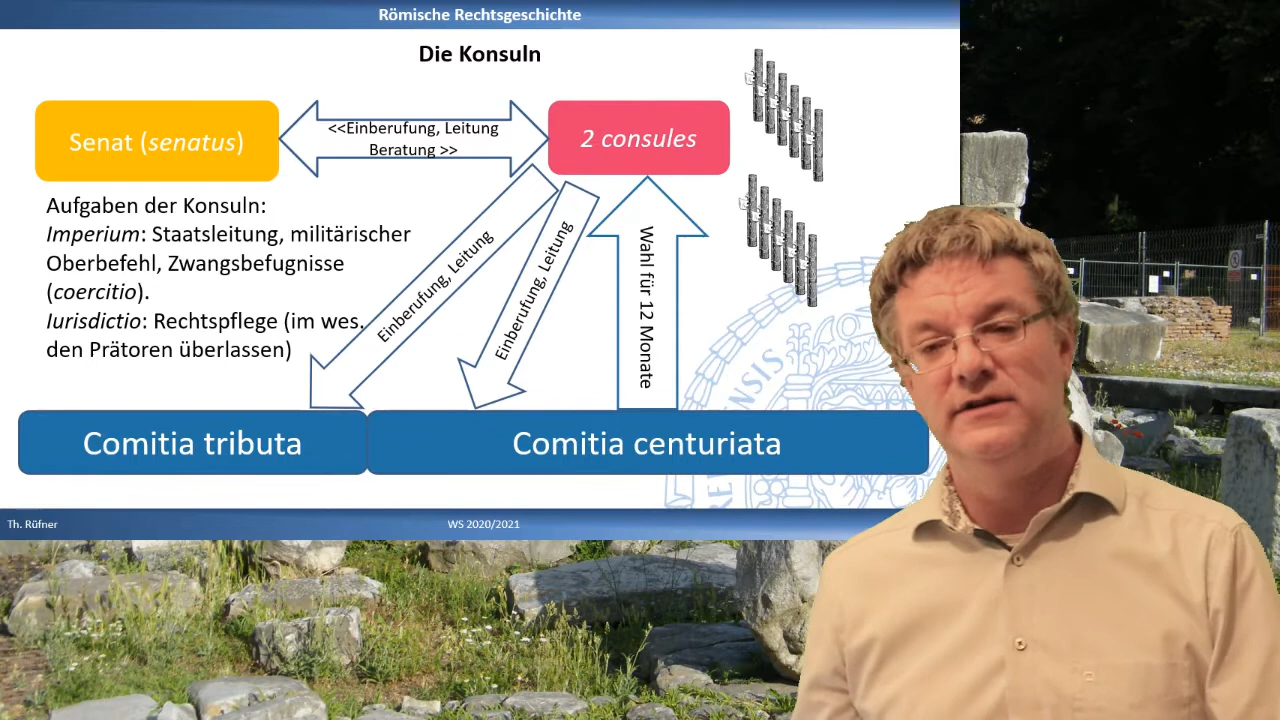 Römische Rechtsgeschichte
Die Konsuln
Senat (senatus)
<<Einberufung, Leitung
Beratung >>
2 consules
Aufgaben der Konsuln:
Imperium: Staatsleitung, militärischer
Oberbefehl, Zwangsbefugnisse
(coercitio).
Iurisdictio: Rechtspflege (im wes.
den Prätoren überlassen)
Einberufung, Leitung
Einberufung, Leitung
Wahl für 12 Monate
Comitia tributa
Comitia centuriata
ENSIS
Th. Rüfner
WS 2020/2021